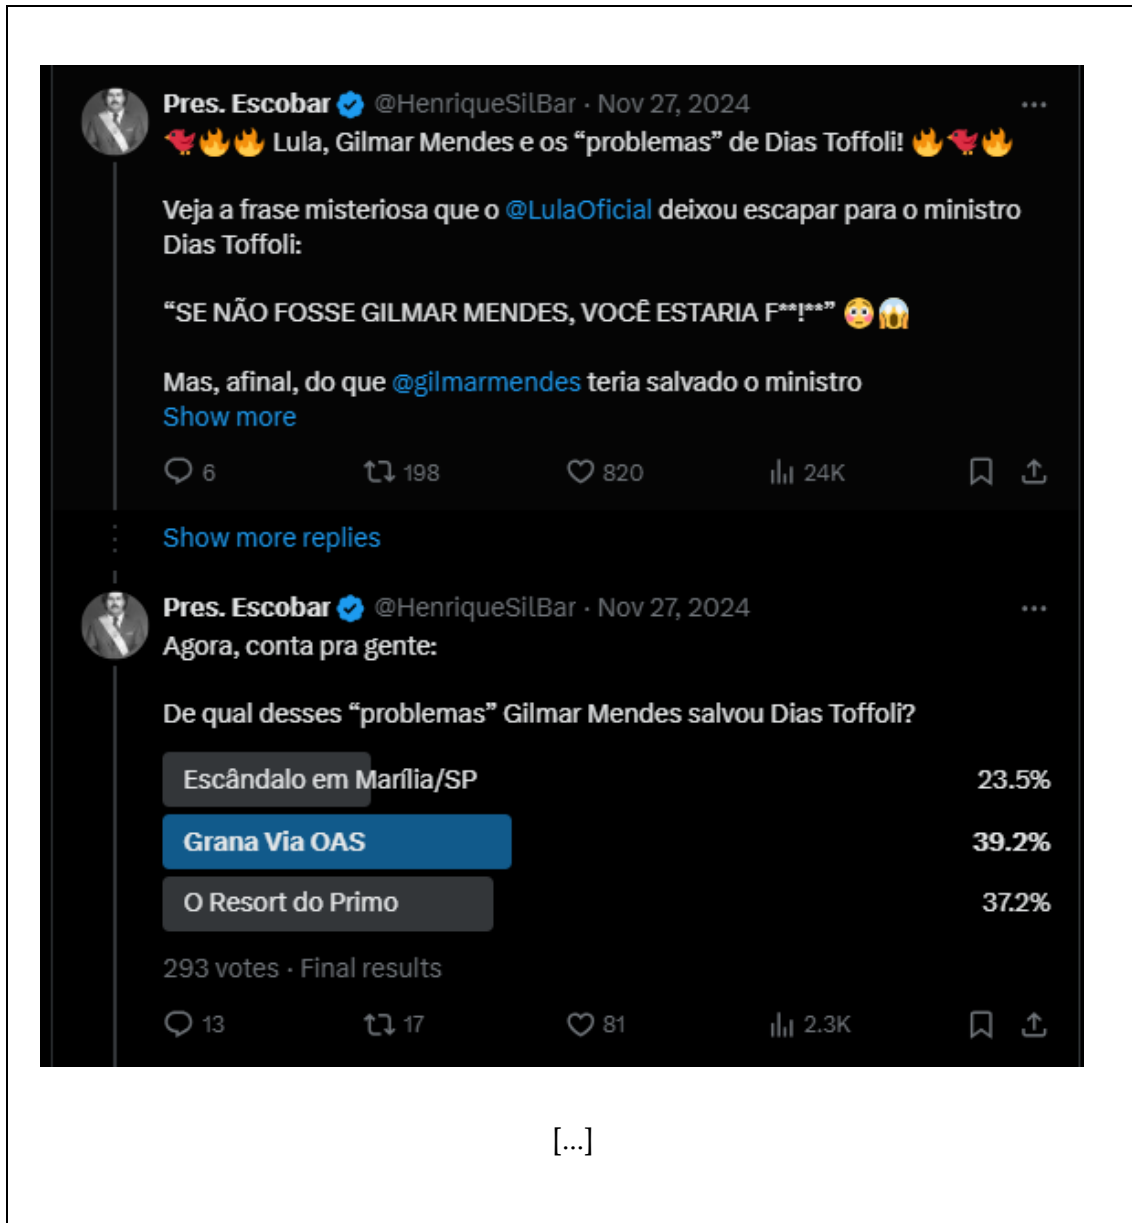 Pres. Escobar @HenriqueSilBar · Nov 27, 2024
🐦‍🔥🔥 Lula, Gilmar Mendes e os “problemas” de Dias Toffoli! 🔥🐦🔥
Veja a frase misteriosa que o @LulaOficial deixou escapar para o ministro
Dias Toffoli:
“SE NÃO FOSSE GILMAR MENDES, VOCÊ ESTARIA F**!**” 😳😱
Mas, afinal, do que @gilmarmendes teria salvado o ministro
Show more
6 198 820 24K
Show more replies
Pres. Escobar @HenriqueSilBar · Nov 27, 2024
Agora, conta pra gente:
De qual desses “problemas” Gilmar Mendes salvou Dias Toffoli?
Escândalo em Marília/SP 23.5%
Grana Via OAS 39.2%
O Resort do Primo 37.2%
293 votes · Final results
13 17 81 2.3K
[...]